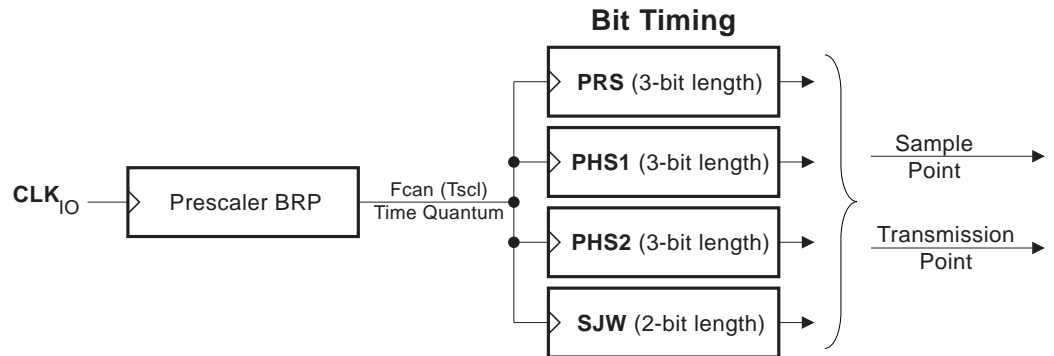 Bit Timing
PRS (3-bit length)
PHS1 (3-bit length)
Sample
Point
CLKIO
Prescaler BRP
Fcan (Tscl)
Time Quantum
PHS2 (3-bit length)
Transmission
Point
SJW (2-bit length)